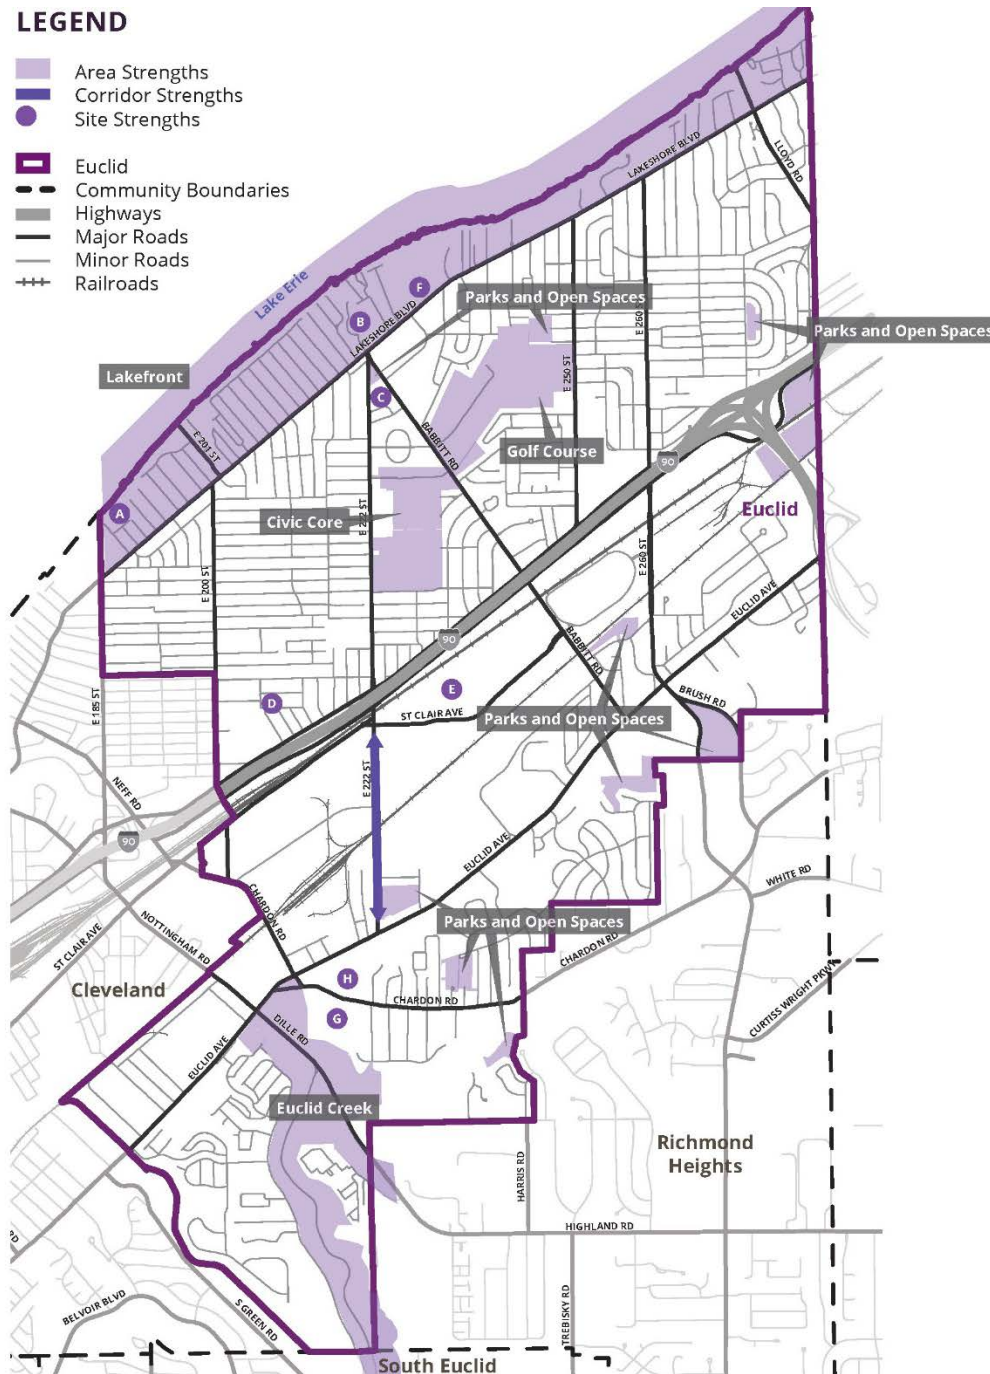 LEGEND
Area Strengths
Corridor Strengths
Site Strengths
Euclid
Community Boundaries
Highways
Major Roads
Minor Roads
Railroads
LAKESHORE BLVD
LLOYD RD
Lake Erie
F
B
LAKESHORE BLVD
Parks and Open Spaces
E 260 S
Parks and Open Spaces
Lakefront
E 250 ST
C
BABBITT RD
E 201 ST
Golf Course
90
A
Civic Core
E 222 ST
Euclid
E 200 ST
E 260 ST
EUCLID AVE
90
BABBITT RD
E 185 ST
D
E
BRUSH RD
ST CLAIR AVE
Parks and Open Spaces
E 222 ST
NEFF RD
90
EUCLID AVE
WHITE RD
CHARDON RD
NOTTINGHAM RD
ST CLAIR AVE
Parks and Open Spaces
CHARDON RD
Cleveland
H
CHARDON RD
CURTISS WRIGHT PKWY
G
DILLE RD
EUCLID AVE
Euclid Creek
Richmond
Heights
HARRIS RD
HIGHLAND RD
RD
BELVOIR BLVD
S GREEN RD
TREBISKY RD
South Euclid